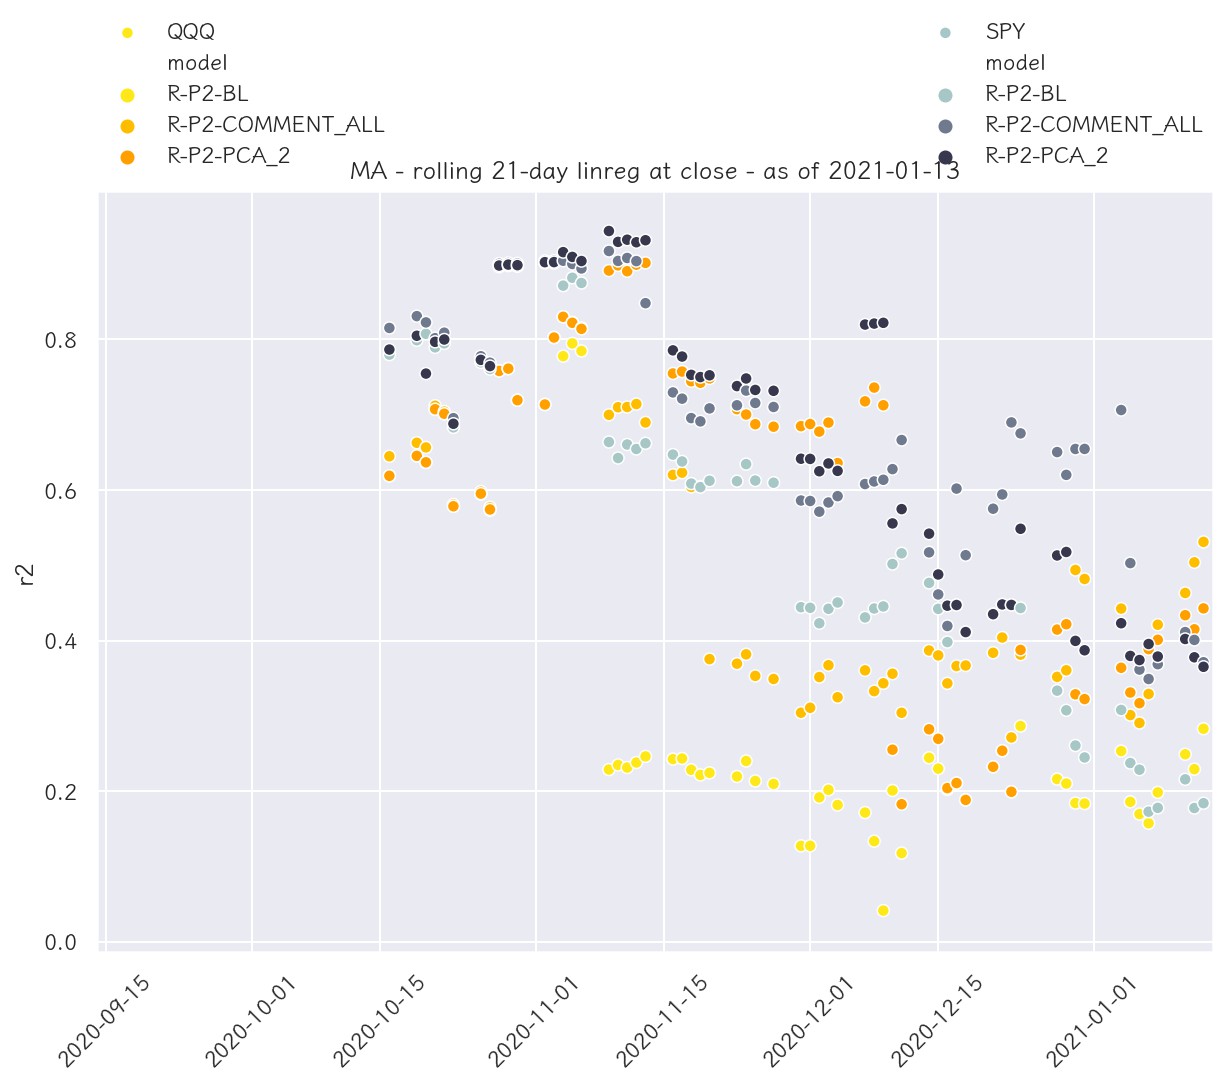 QQQ
model
R-P2-BL
R-P2-COMMENT_ALL
R-P2-PCA_2
SPY
model
R-P2-BL
R-P2-COMMENT_ALL
R-P2-PCA_2
MA - rolling 21-day linreg at close - as of 2021-01-13
r2
0.8
0.6
0.4
0.2
0.0
2020-09-15
2020-10-01
2020-10-15
2020-11-01
2020-11-15
2020-12-01
2020-12-15
2021-01-01